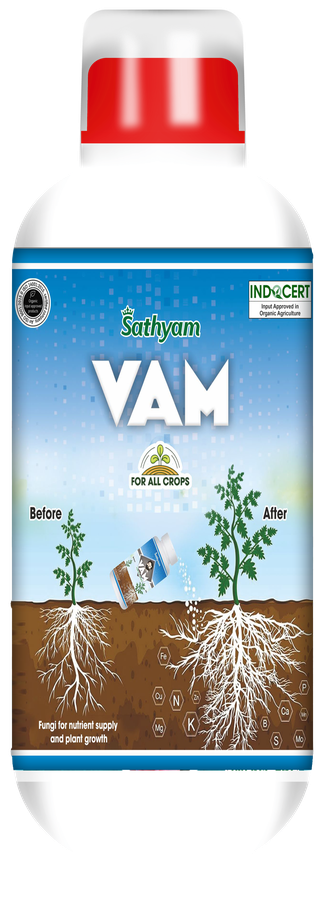 INDOCERT
Input Approved in
Organic Agriculture
Sathyam
VAM
FOR ALL CROPS
Before
After
Fe
Cu
N
Zn
Mg
K
B
Ca
P
S
Mo
Fungi for nutrient supply
and plant growth